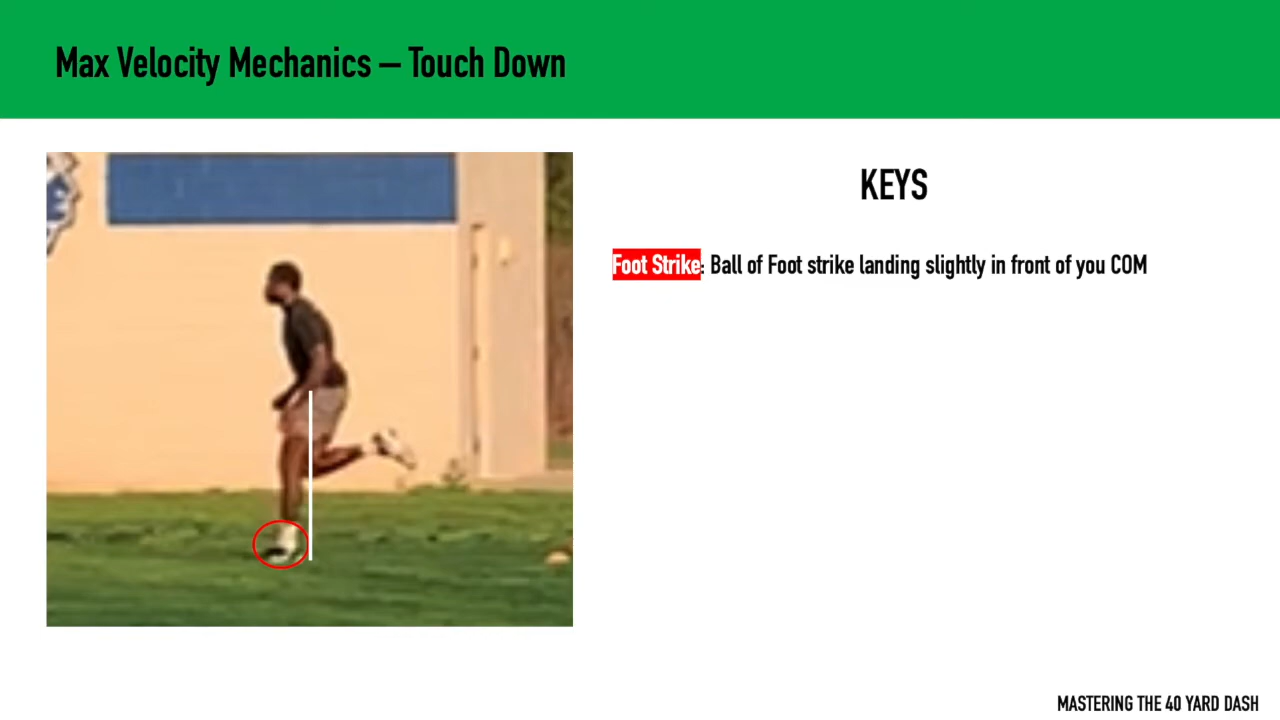 Max Velocity Mechanics – Touch Down
KEYS
Foot Strike: Ball of Foot strike landing slightly in front of you COM
MASTERING THE 40 YARD DASH